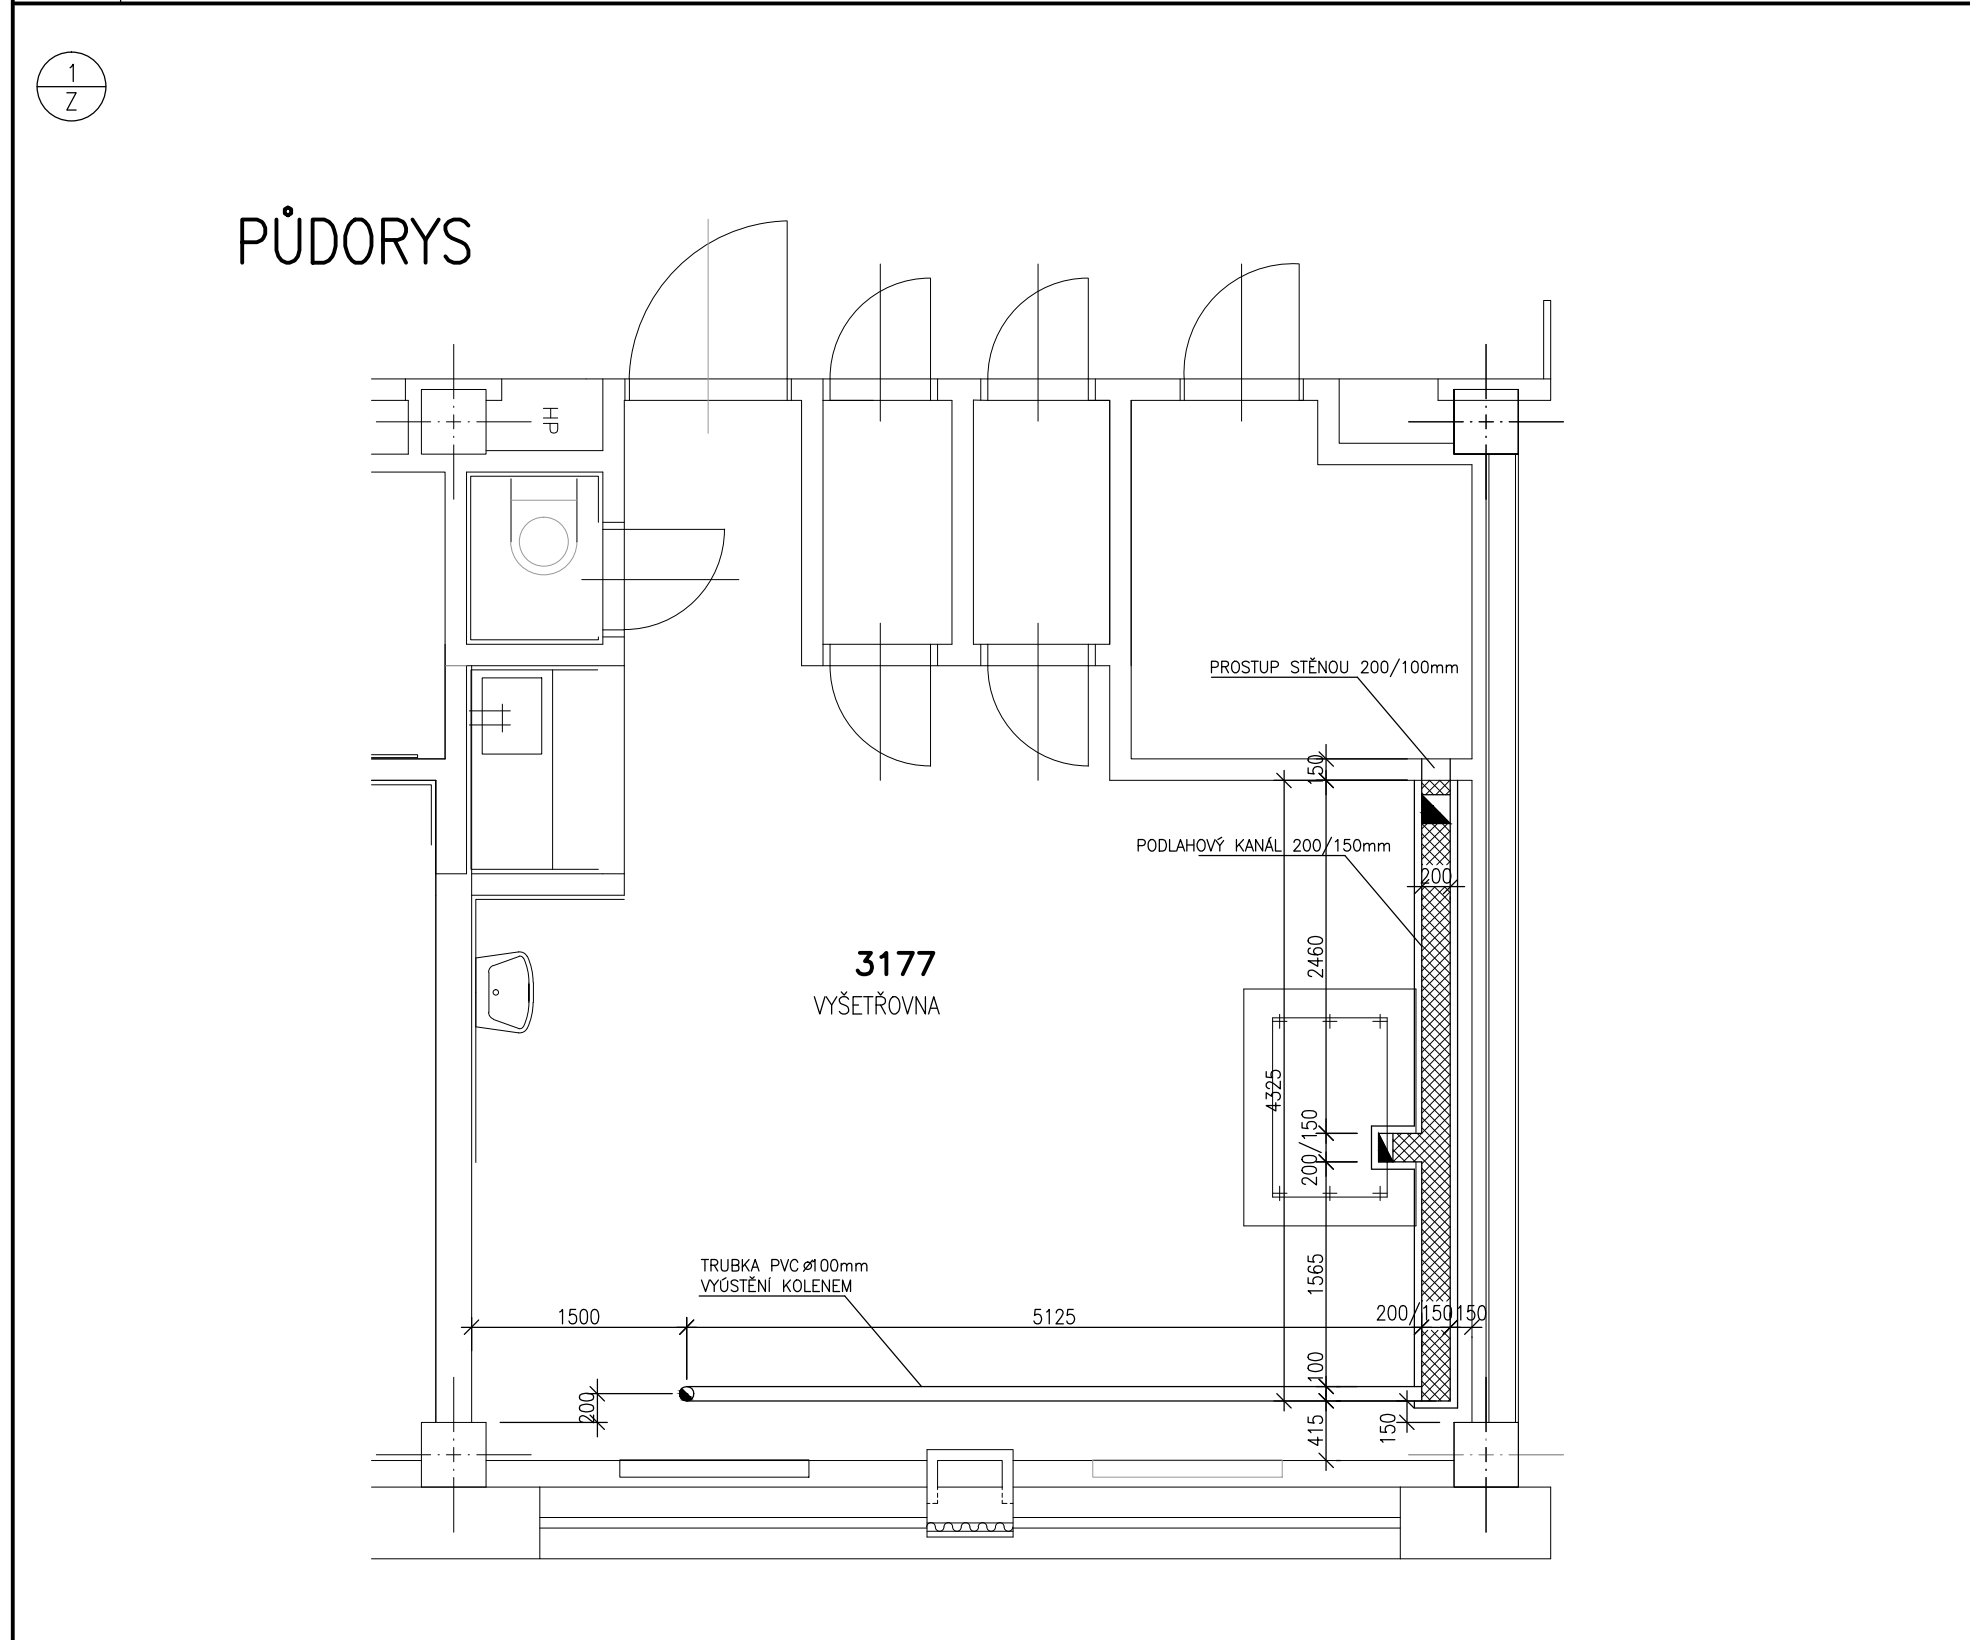 1
Z
PŮDORYS
HP
PROSTUP STĚNOU 200/100mm
150
PODLAHOVÝ KANÁL 200/150mm
200
2460
3177
VYŠETŘOVNA
4325
200/150
TRUBKA PVC ø100mm
VYÚSTĚNÍ KOLENEM
1565
1500
5125
200/150
150
100
200
415
150